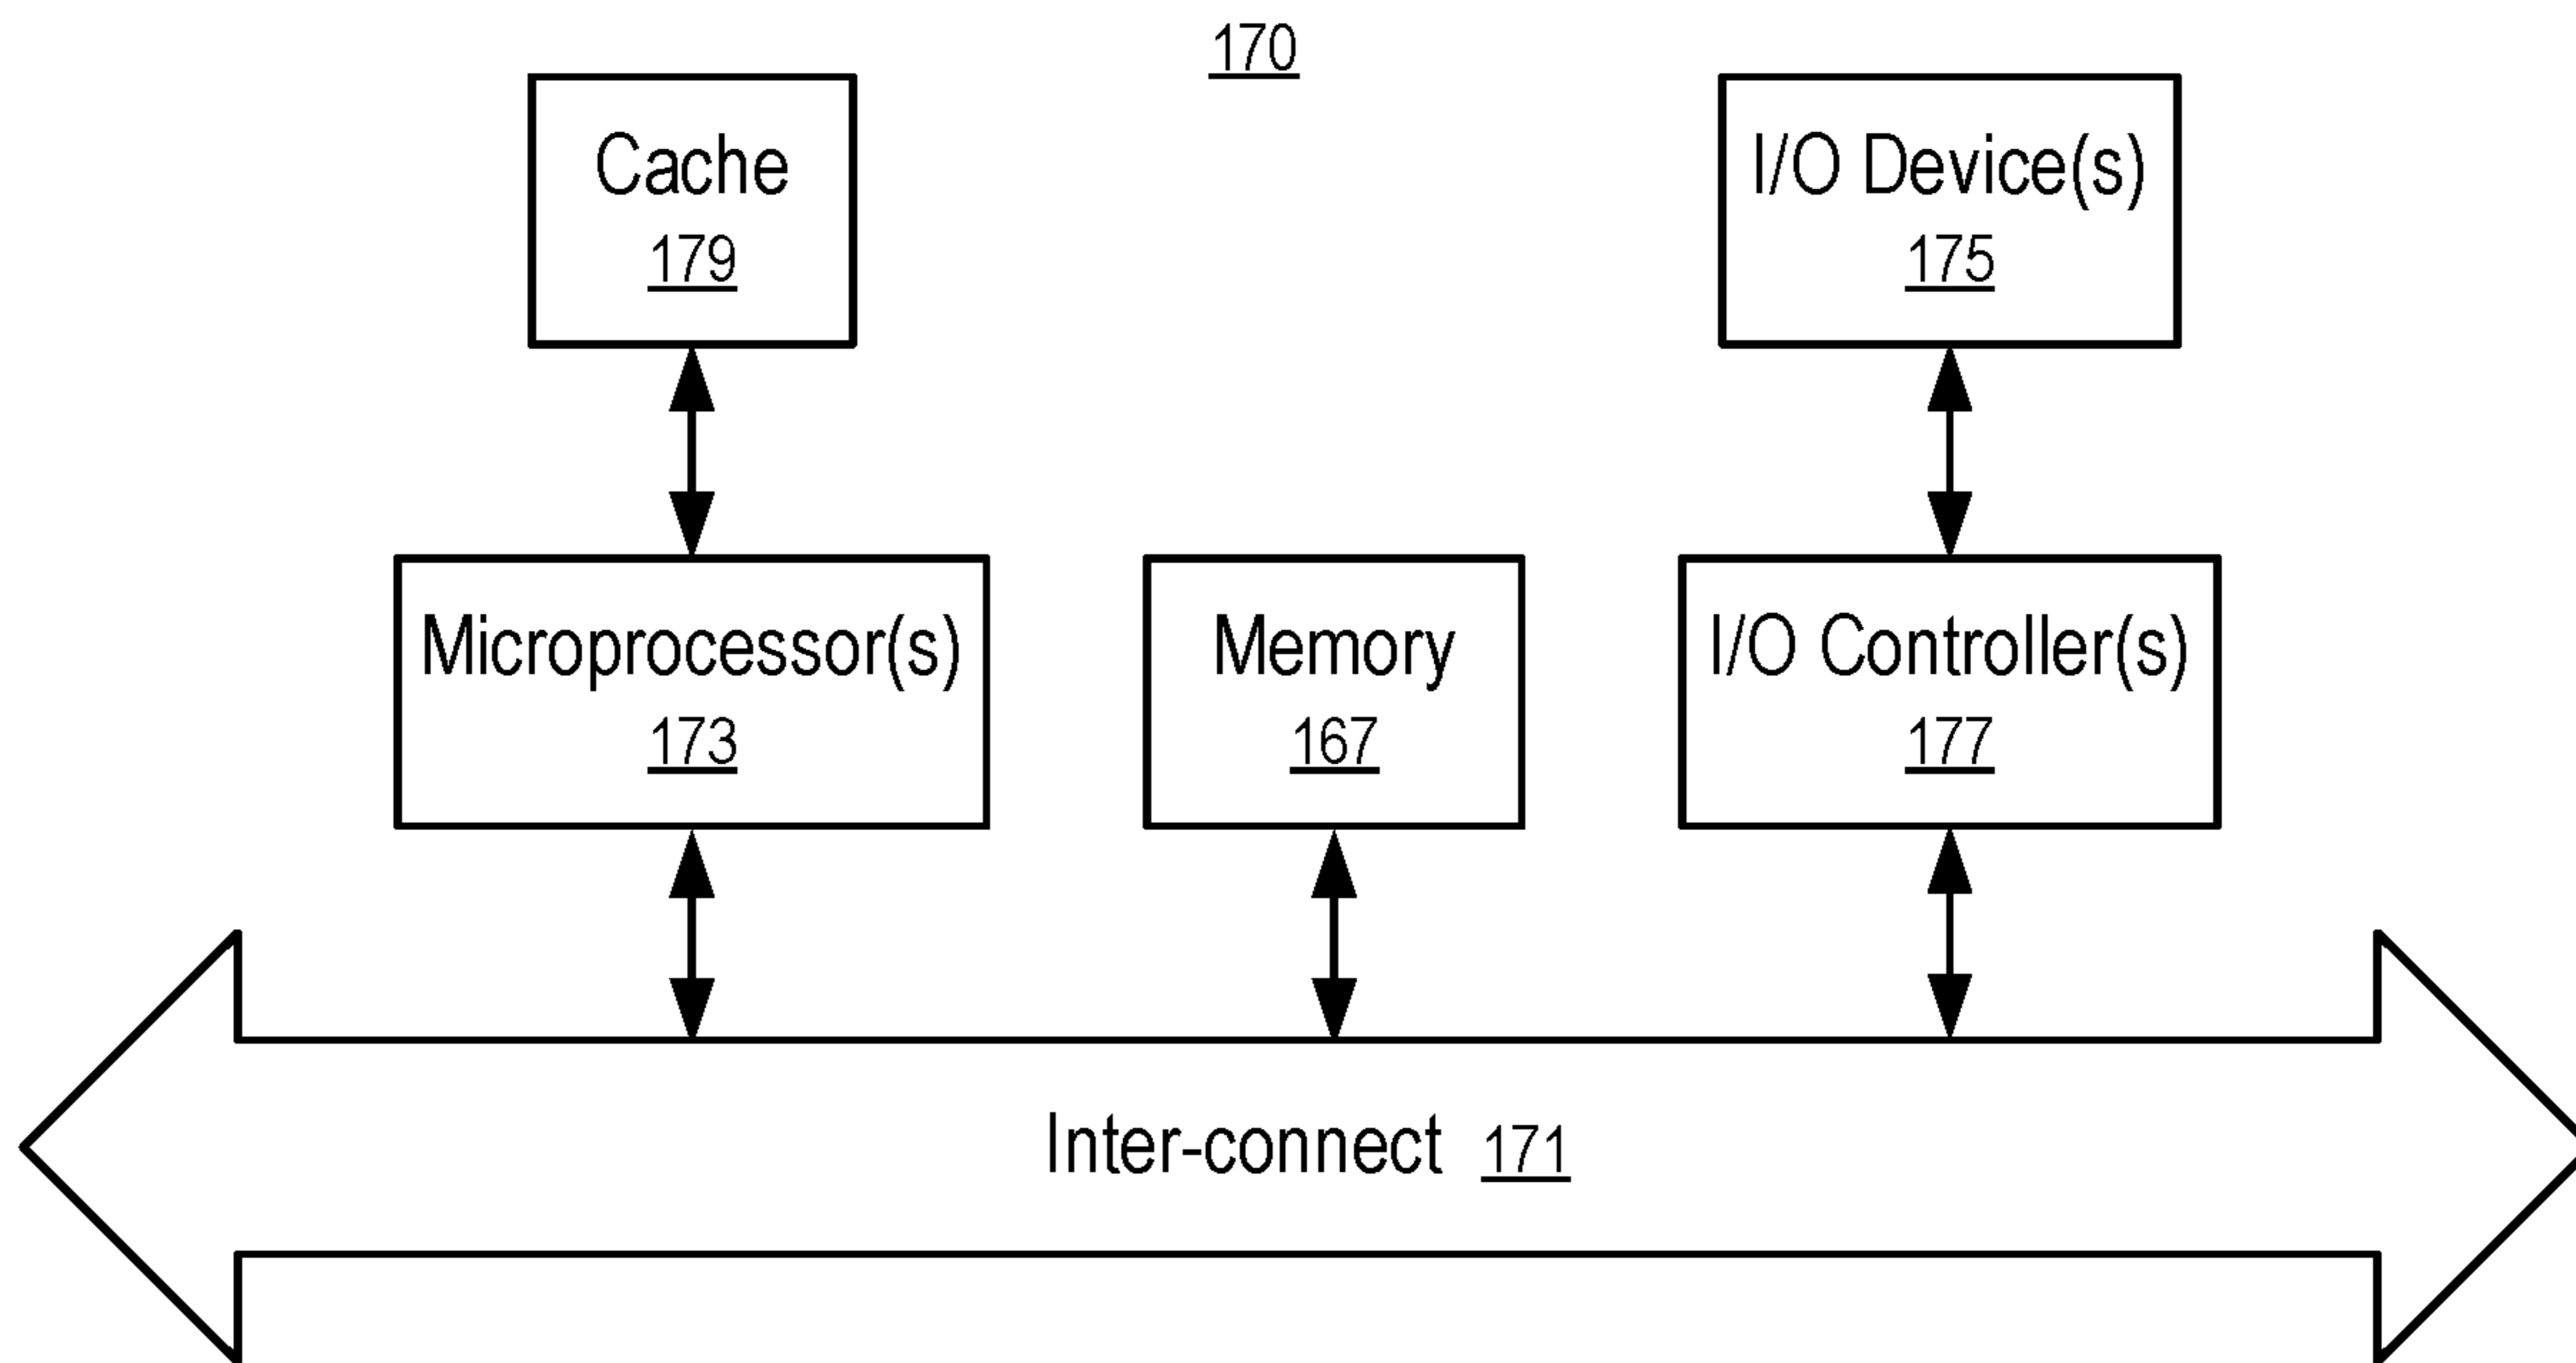 170
Cache
179
I/O Device(s)
175
Microprocessor(s)
173
Memory
167
I/O Controller(s)
177
Inter-connect 171